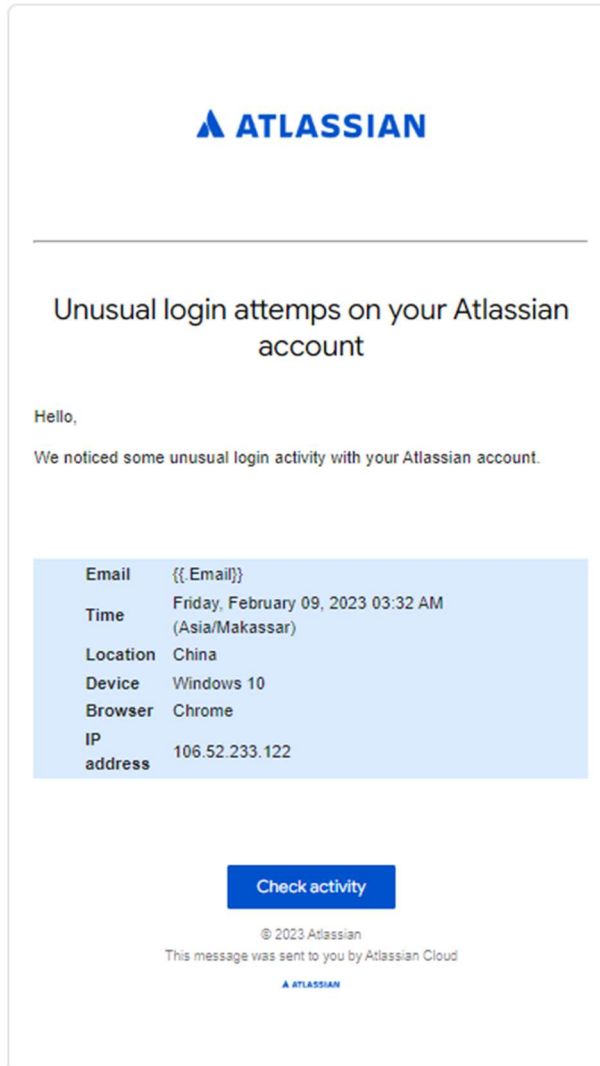 ATLASSIAN
Unusual login attemps on your Atlassian
account
Hello,
We noticed some unusual login activity with your Atlassian account.
Email {{.Email}}
Time Friday, February 09, 2023 03:32 AM
(Asia/Makassar)
Location China
Device Windows 10
Browser Chrome
IP
address 106.52.233.122
Check activity
© 2023 Atlassian
This message was sent to you by Atlassian Cloud
ATLASSIAN